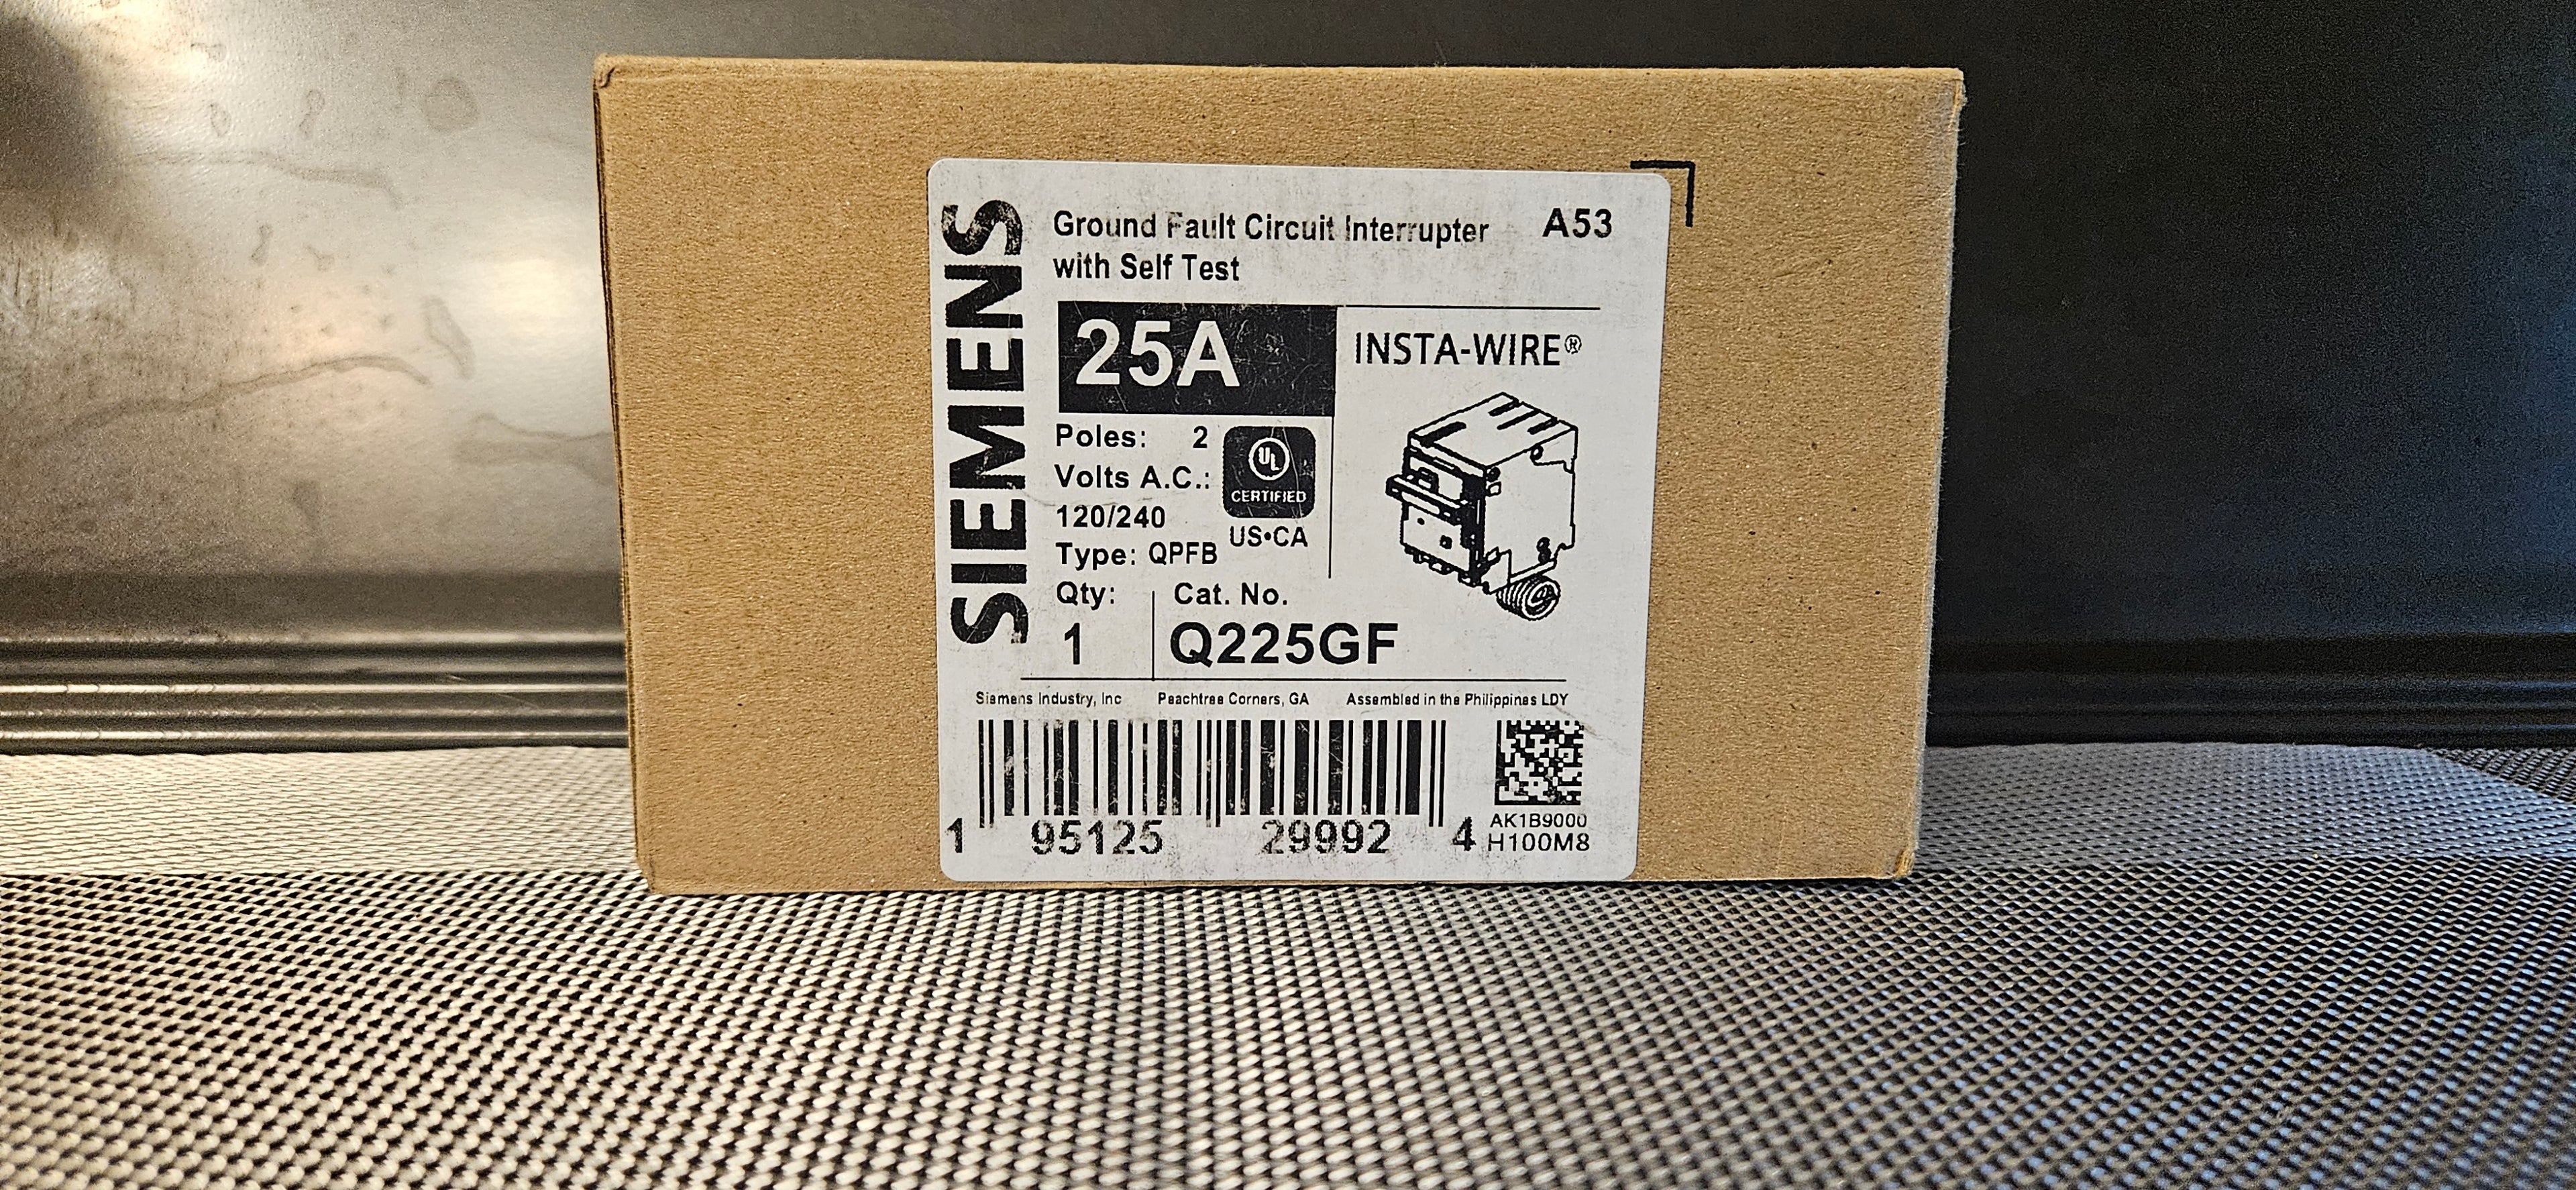 SIEMENS
Ground Fault Circuit Interrupter
with Self Test
A53
25A
INSTA-WIRE®
Poles: 2
Volts A.C.:
120/240
Type: QPFB
UL
CERTIFIED
US•CA
Qty:
1
Cat. No.
Q225GF
Siemens Industry, Inc Peachtree Corners, GA Assembled in the Philippines LDY
1 95125 29992 4
AK1B9000
H100M8